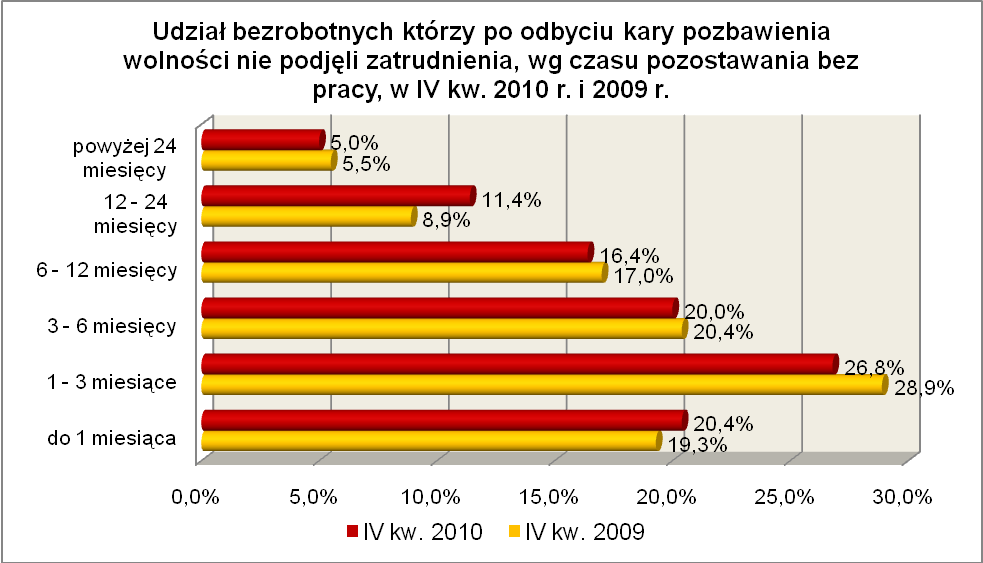 Udział bezrobotnych którzy po odbyciu kary pozbawienia
wolności nie podjęli zatrudnienia, wg czasu pozostawania bez
pracy, w IV kw. 2010 r. i 2009 r.
powyżej 24
miesięcy
5,0%
5,5%
12 - 24
miesięcy
11,4%
8,9%
6 - 12 miesięcy
16,4%
17,0%
3 - 6 miesięcy
20,0%
20,4%
1 - 3 miesiące
26,8%
28,9%
do 1 miesiąca
20,4%
19,3%
0,0% 5,0% 10,0% 15,0% 20,0% 25,0% 30,0%
IV kw. 2010 IV kw. 2009